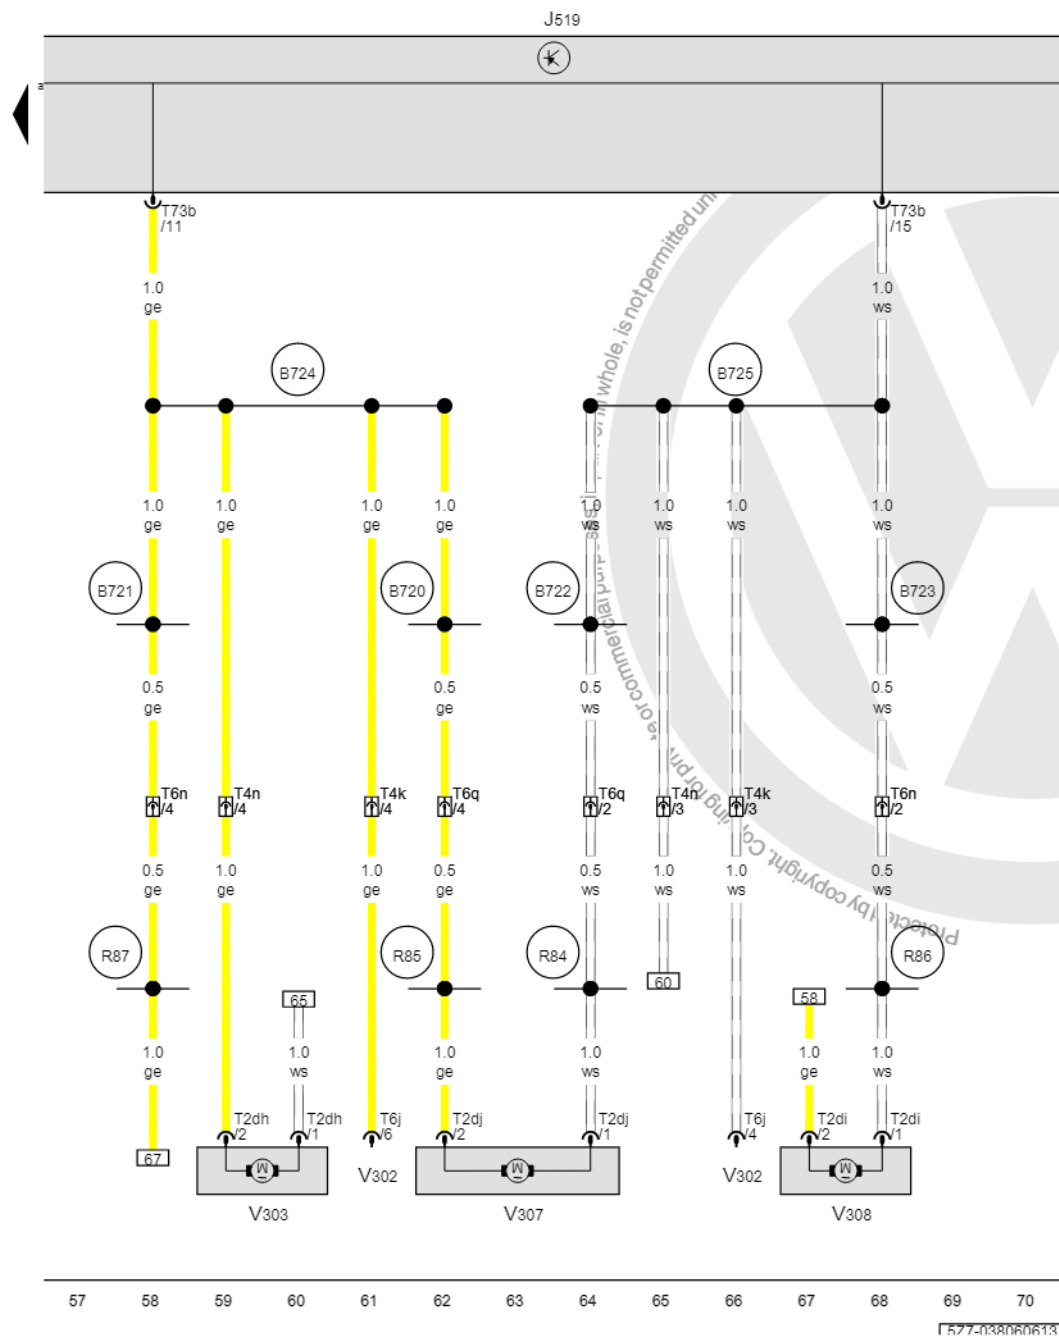 J519
a
T73b
/11
T73b
/15
1.0
ge
1.0
ws
B724
B725
1.0
ge
1.0
ge
1.0
ge
1.0
ge
1.0
ws
1.0
ws
1.0
ws
1.0
ws
B721
B720
B722
B723
0.5
ge
0.5
ge
0.5
ws
0.5
ws
T6n
/4
T4n
/4
T4k
/4
T6q
/4
T6q
/2
T4n
/3
T4k
/3
T6n
/2
0.5
ge
1.0
ge
1.0
ge
0.5
ge
0.5
ws
1.0
ws
1.0
ws
0.5
ws
R87
R85
R84
R86
65
60
58
1.0
ge
1.0
ws
1.0
ge
1.0
ws
1.0
ge
1.0
ws
T2dh
/2
T2dh
/1
T6j
/6
T2dj
/2
T2dj
/1
T6j
/4
T2di
/2
T2di
/1
67
M
M
M
V302
V302
V303
V307
V308
57 58 59 60 61 62 63 64 65 66 67 68 69 70
577-038060613
Protected by copyright. Copying for private or commercial purposes, in part or in whole, is not permitted